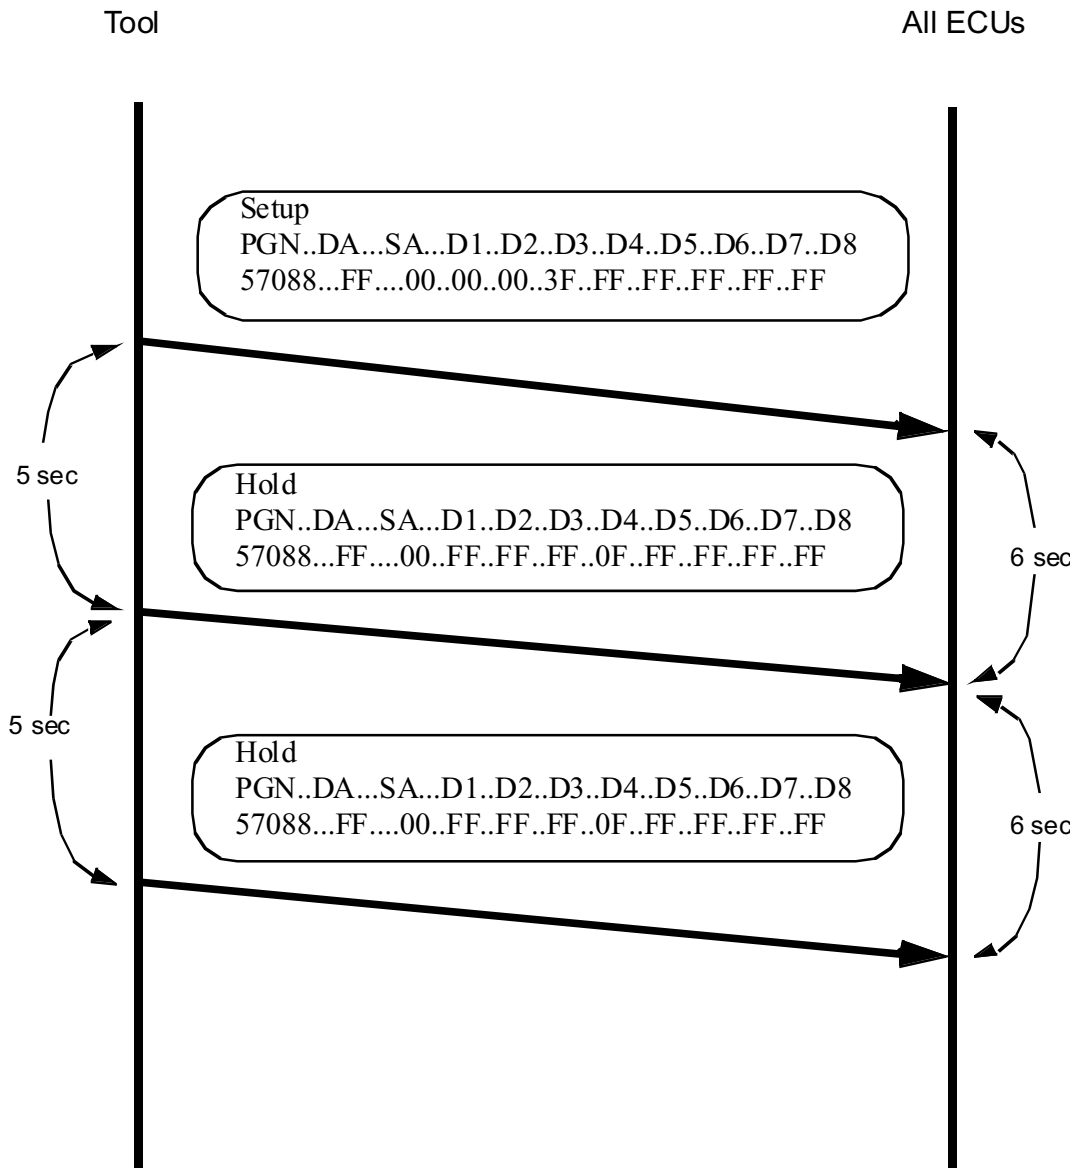 Tool
All ECUs
Setup
PGN..DA...SA...D1..D2..D3..D4..D5..D6..D7..D8
57088...FF....00..00..00..3F..FF..FF..FF..FF..FF
5 sec
Hold
PGN..DA...SA...D1..D2..D3..D4..D5..D6..D7..D8
57088...FF....00..FF..FF..FF..0F..FF..FF..FF..FF
6 sec
5 sec
Hold
PGN..DA...SA...D1..D2..D3..D4..D5..D6..D7..D8
57088...FF....00..FF..FF..FF..0F..FF..FF..FF..FF
6 sec